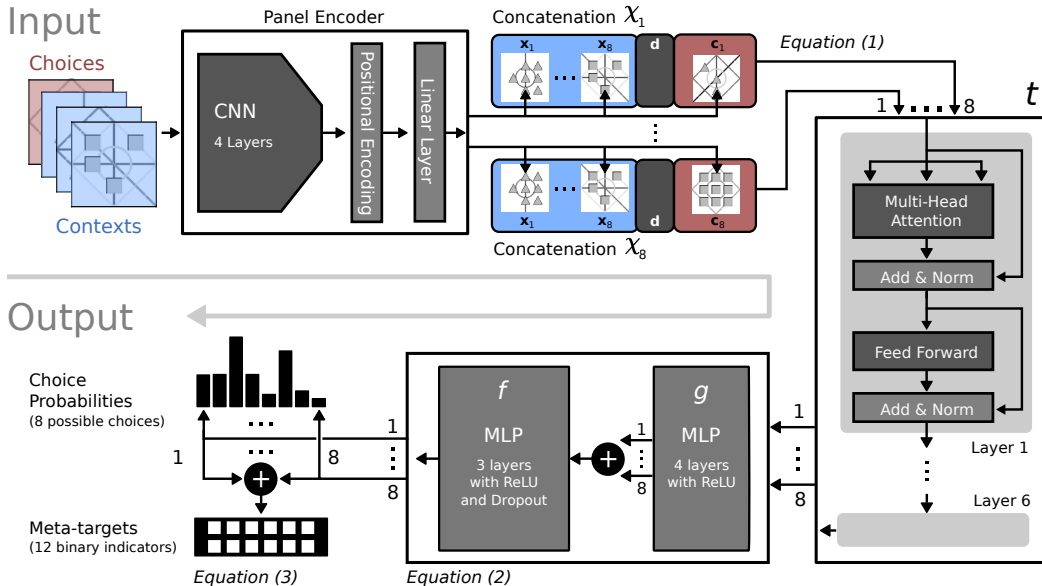 Input
Choices
Contexts
Panel Encoder
CNN
4 Layers
Positional Encoding
Linear Layer
Concatenation χ1
x1 x8 d c1
Equation (1)
x1 x8 d c8
Concatenation χ8
1 8
t
Multi-Head
Attention
Add & Norm
Feed Forward
Add & Norm
Layer 1
Layer 6
Output
Choice
Probabilities
(8 possible choices)
1 8
Meta-targets
(12 binary indicators)
Equation (3)
1
8
f
MLP
3 layers
with ReLU
and Dropout
1
8
g
MLP
4 layers
with ReLU
1
8
Equation (2)